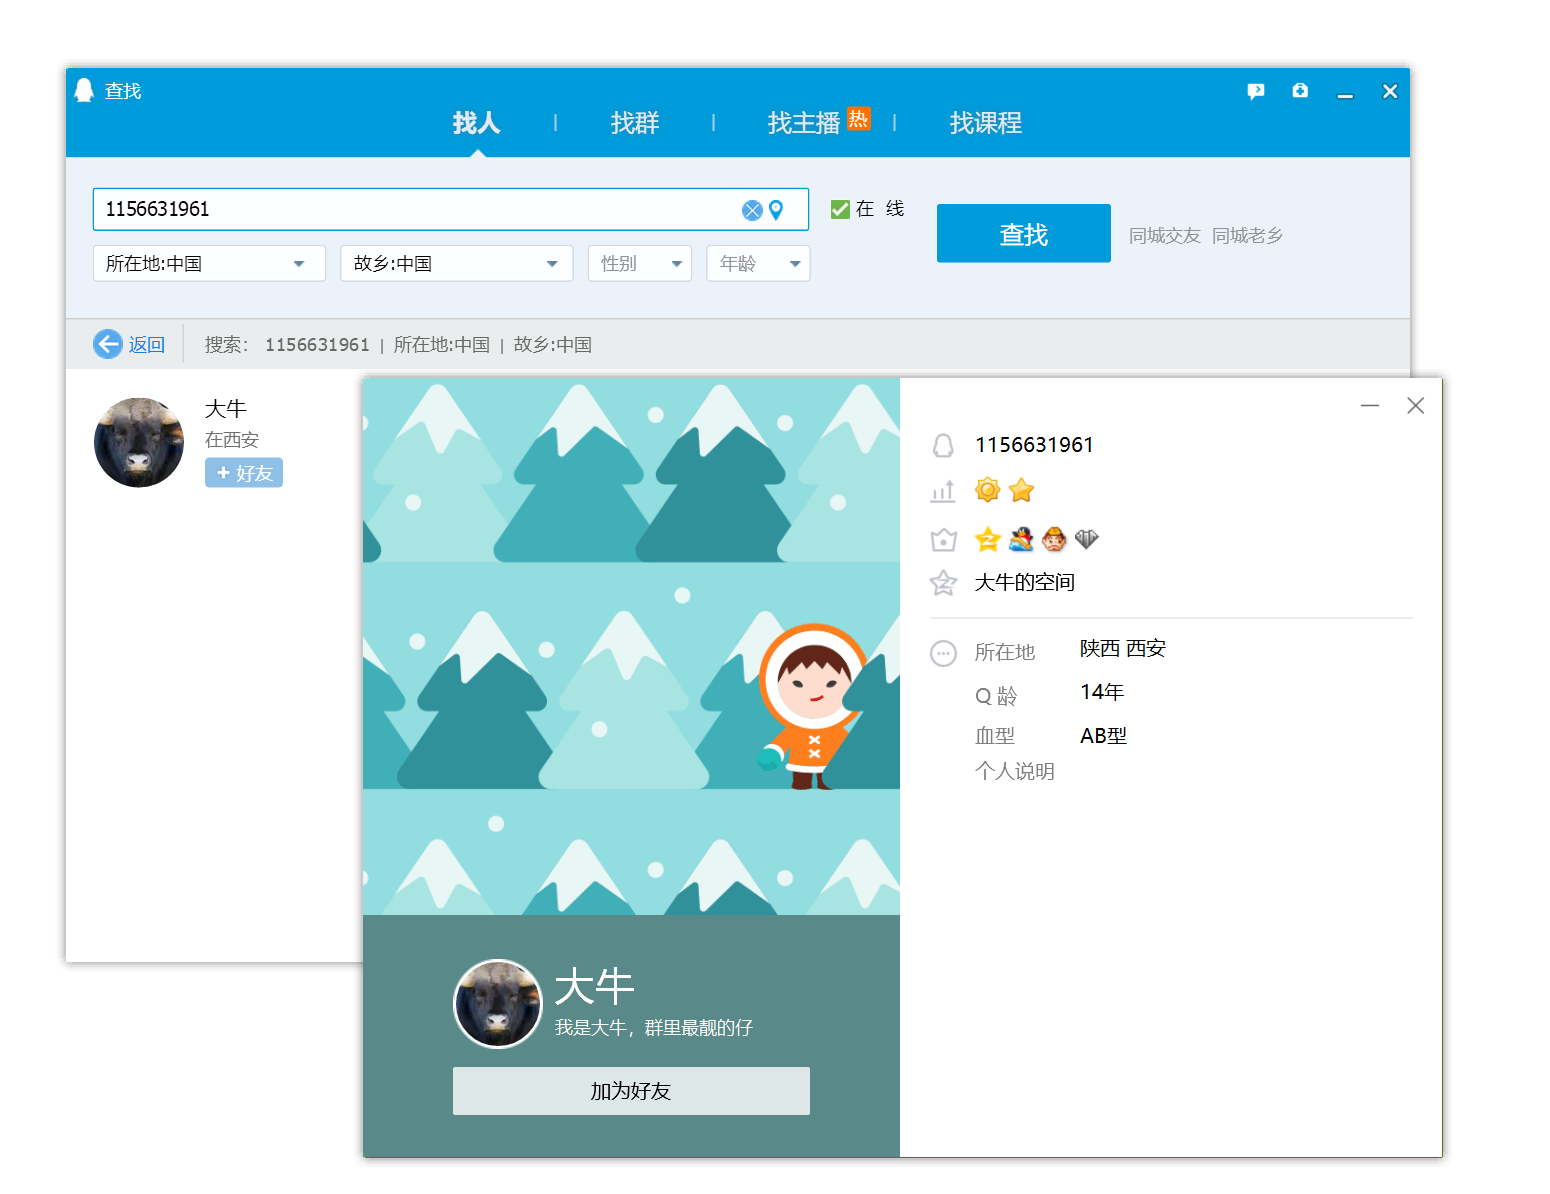 查找
找人 | 找群 | 找主播 热 | 找课程
1156631961
在 线
查找
同城交友 同城老乡
所在地:中国
故乡:中国
性别
年龄
返回
搜索: 1156631961 | 所在地:中国 | 故乡:中国
大牛
在西安
+ 好友
1156631961
大牛的空间
所在地 陕西 西安
Q 龄 14年
血型 AB型
个人说明
大牛
我是大牛，群里最靓的仔
加为好友